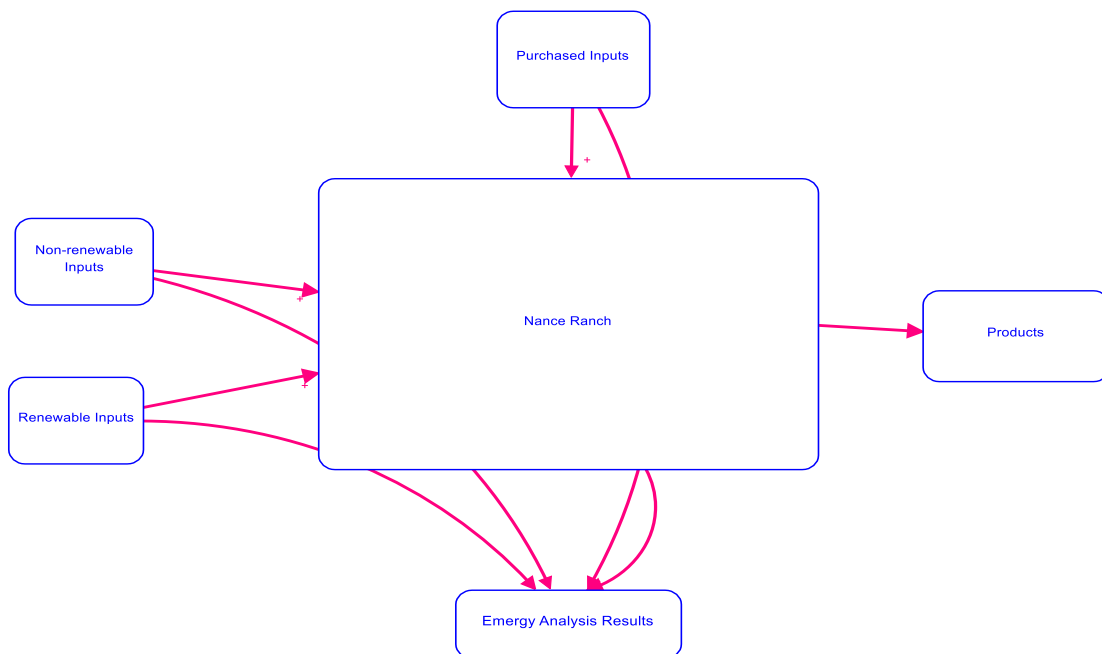 Purchased Inputs
+
Non-renewable
Inputs
+
Nance Ranch
Products
+
Renewable Inputs
Emergy Analysis Results